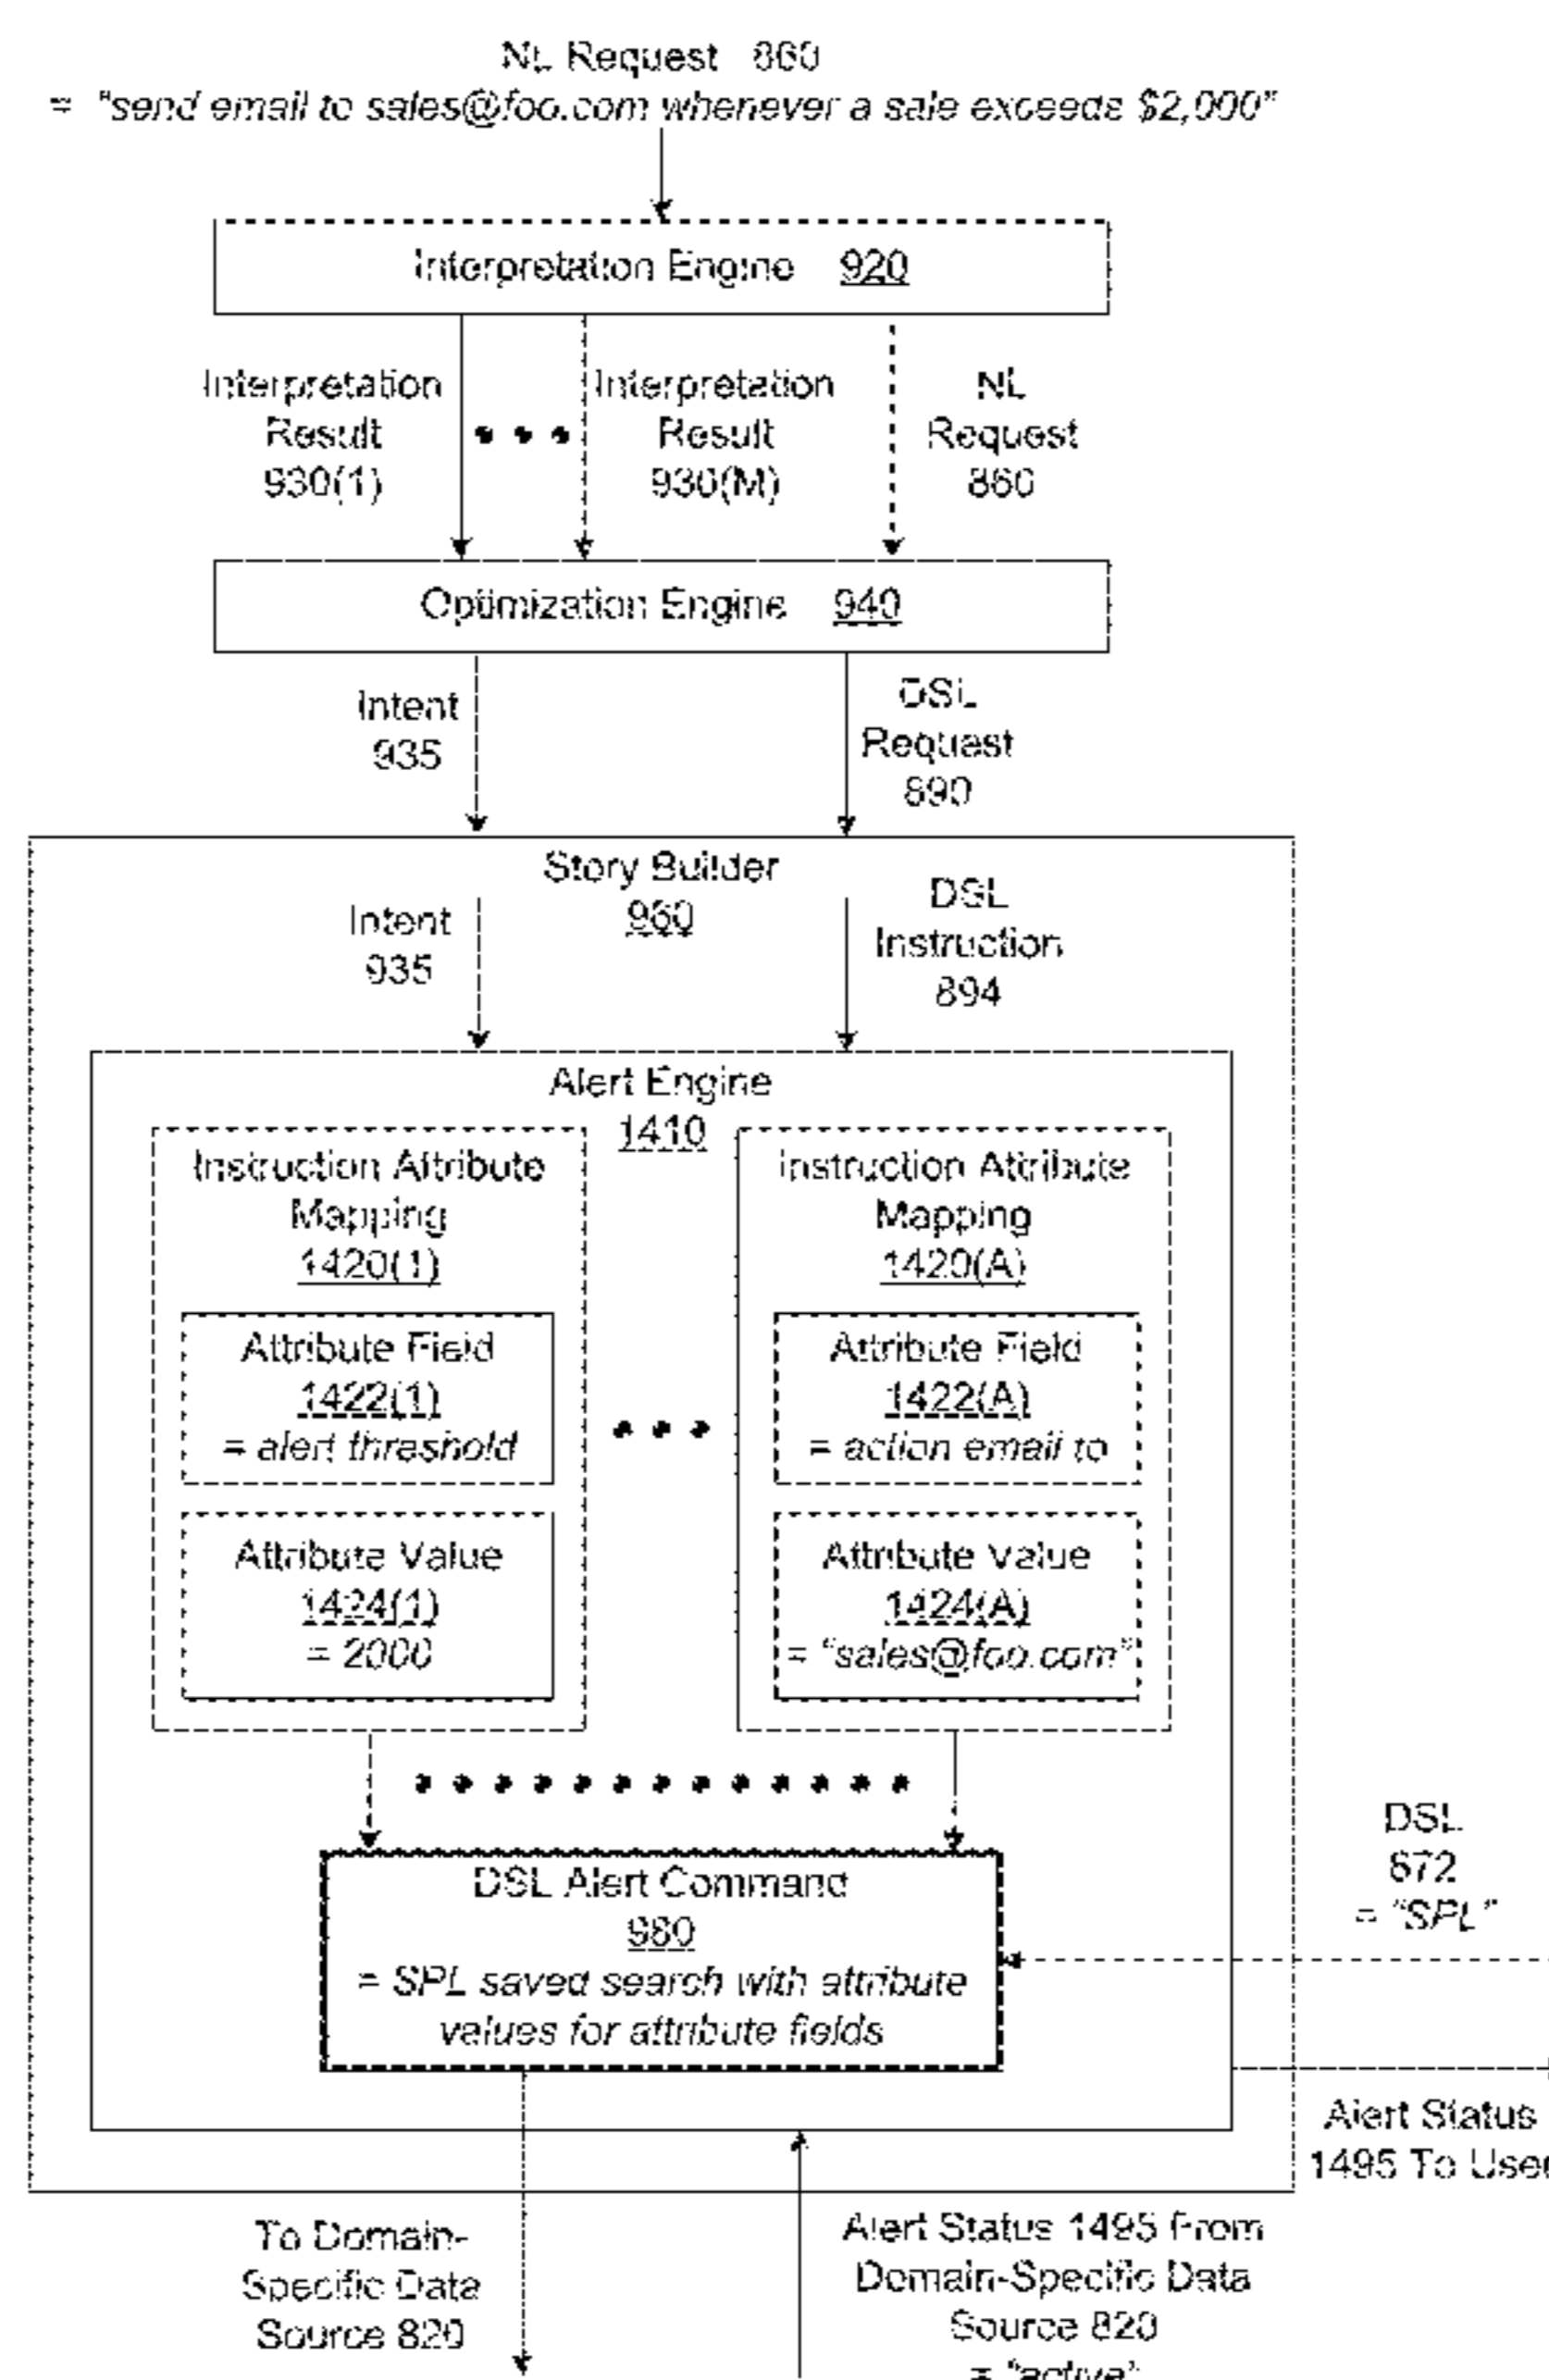 NL Request 860
= "send email to sales@foo.com whenever a sale exceeds $2,000"
Interpretation Engine 920
Interpretation
Result
930(1)
Interpretation
Result
930(M)
NL
Request
860
Optimization Engine 940
Intent
935
DSL
Request
890
Story Builder
960
Intent
935
DSL
Instruction
894
Alert Engine
1410
Instruction Attribute
Mapping
1420(1)
Attribute Field
1422(1)
= alert threshold
Attribute Value
1424(1)
= 2000
Instruction Attribute
Mapping
1420(A)
Attribute Field
1422(A)
= action email to
Attribute Value
1424(A)
= "sales@foo.com"
DSL Alert Command
980
= SPL saved search with attribute
values for attribute fields
DSL
872
= "SPL"
Alert Status
1495 To User
To Domain-
Specific Data
Source 820
Alert Status 1495 From
Domain-Specific Data
Source 820
= "active"